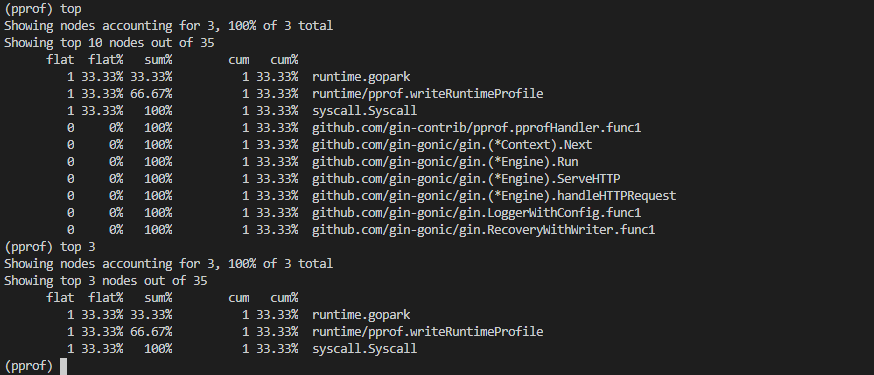 (pprof) top
Showing nodes accounting for 3, 100% of 3 total
Showing top 10 nodes out of 35
      flat  flat%   sum%        cum   cum%
         1 33.33% 33.33%          1 33.33%  runtime.gopark
         1 33.33% 66.67%          1 33.33%  runtime/pprof.writeRuntimeProfile
         1 33.33%   100%          1 33.33%  syscall.Syscall
         0     0%   100%          1 33.33%  github.com/gin-contrib/pprof.pprofHandler.func1
         0     0%   100%          1 33.33%  github.com/gin-gonic/gin.(*Context).Next
         0     0%   100%          1 33.33%  github.com/gin-gonic/gin.(*Engine).Run
         0     0%   100%          1 33.33%  github.com/gin-gonic/gin.(*Engine).ServeHTTP
         0     0%   100%          1 33.33%  github.com/gin-gonic/gin.(*Engine).handleHTTPRequest
         0     0%   100%          1 33.33%  github.com/gin-gonic/gin.LoggerWithConfig.func1
         0     0%   100%          1 33.33%  github.com/gin-gonic/gin.RecoveryWithWriter.func1
(pprof) top 3
Showing nodes accounting for 3, 100% of 3 total
Showing top 3 nodes out of 35
      flat  flat%   sum%        cum   cum%
         1 33.33% 33.33%          1 33.33%  runtime.gopark
         1 33.33% 66.67%          1 33.33%  runtime/pprof.writeRuntimeProfile
         1 33.33%   100%          1 33.33%  syscall.Syscall
(pprof)